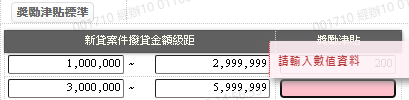 獎勵津貼標準
新貸案件撥貸金額級距 獎勵津貼
1,000,000 ~ 2,999,999 200
請輸入數值資料
3,000,000 ~ 5,999,999